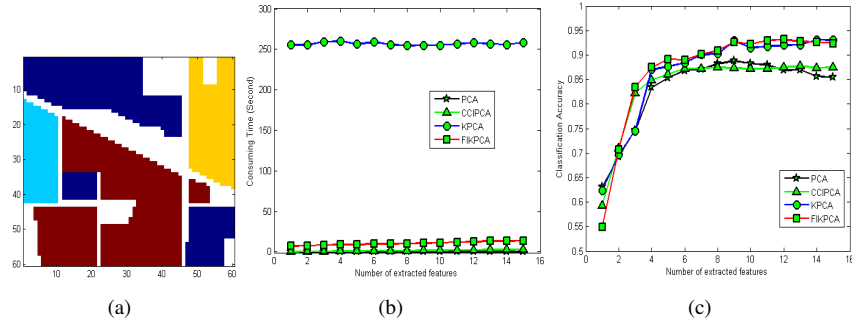 10
20
30
40
50
60
10 20 30 40 50 60
(a)
Consuming Time (Second)
300
250
200
150
100
50
0
0 2 4 6 8 10 12 14 16
Number of extracted features
PCA
CCIPCA
KPCA
FIKPCA
(b)
Classification Accuracy
1
0.95
0.9
0.85
0.8
0.75
0.7
0.65
0.6
0.55
0.5
0 2 4 6 8 10 12 14 16
Number of extracted features
PCA
CCIPCA
KPCA
FIKPCA
(c)